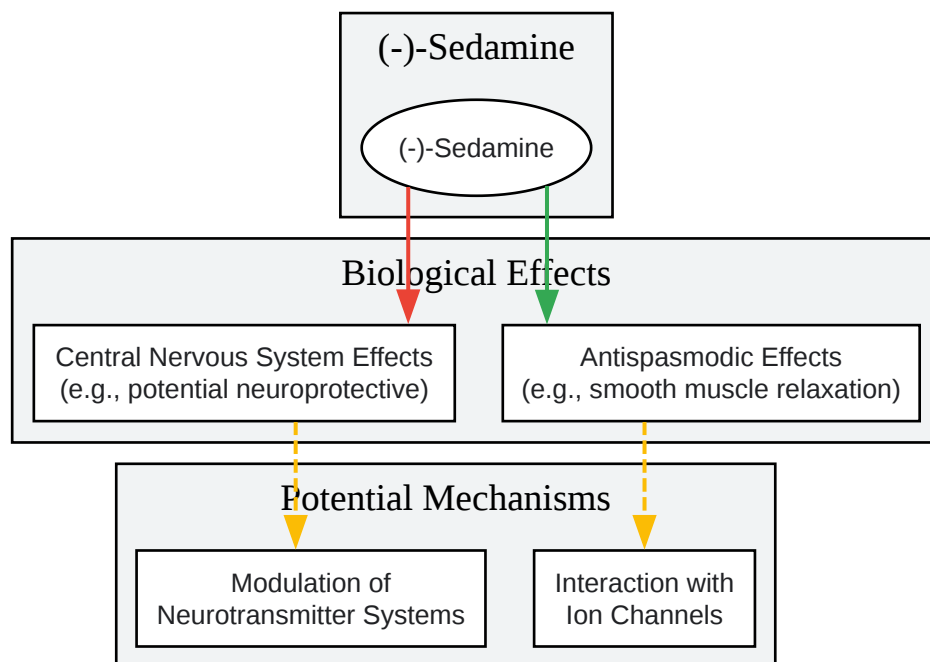 (-)-Sedamine
(-)-Sedamine
Biological Effects
Central Nervous System Effects
(e.g., potential neuroprotective)
Antispasmodic Effects
(e.g., smooth muscle relaxation)
Potential Mechanisms
Modulation of
Neurotransmitter Systems
Interaction with
Ion Channels